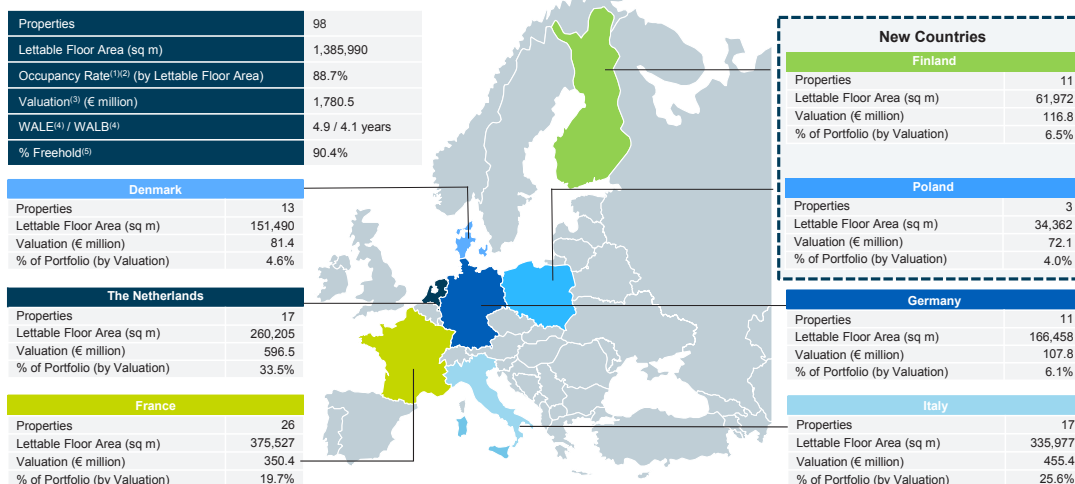 Properties 98
Lettable Floor Area (sq m) 1,385,990
Occupancy Rate(1)(2) (by Lettable Floor Area) 88.7%
Valuation(3) (€ million) 1,780.5
WALE(4) / WALB(4) 4.9 / 4.1 years
% Freehold(5) 90.4%
Denmark
Properties 13
Lettable Floor Area (sq m) 151,490
Valuation (€ million) 81.4
% of Portfolio (by Valuation) 4.6%
The Netherlands
Properties 17
Lettable Floor Area (sq m) 260,205
Valuation (€ million) 596.5
% of Portfolio (by Valuation) 33.5%
France
Properties 26
Lettable Floor Area (sq m) 375,527
Valuation (€ million) 350.4
% of Portfolio (by Valuation) 19.7%
New Countries
Finland
Properties 11
Lettable Floor Area (sq m) 61,972
Valuation (€ million) 116.8
% of Portfolio (by Valuation) 6.5%
Poland
Properties 3
Lettable Floor Area (sq m) 34,362
Valuation (€ million) 72.1
% of Portfolio (by Valuation) 4.0%
Germany
Properties 11
Lettable Floor Area (sq m) 166,458
Valuation (€ million) 107.8
% of Portfolio (by Valuation) 6.1%
Italy
Properties 17
Lettable Floor Area (sq m) 335,977
Valuation (€ million) 455.4
% of Portfolio (by Valuation) 25.6%